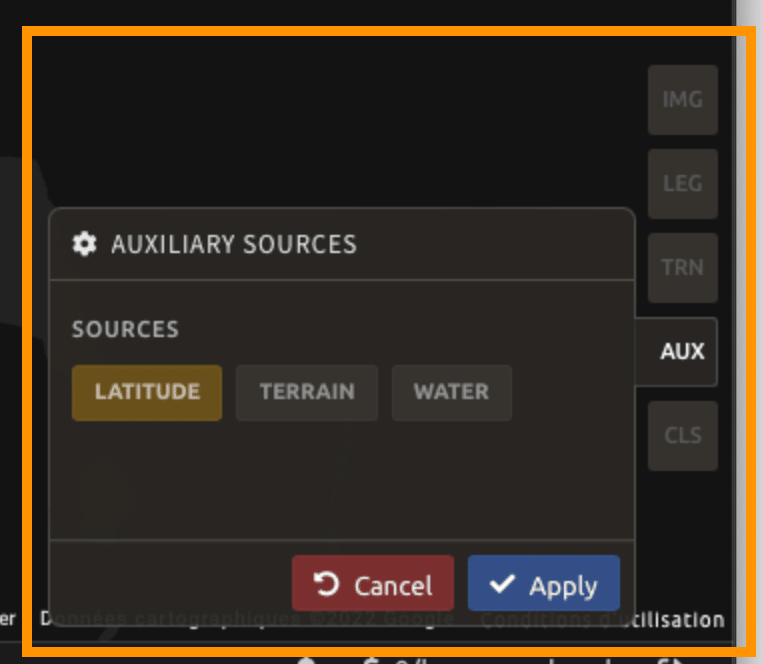 IMG
LEG
AUXILIARY SOURCES
TRN
SOURCES
AUX
LATITUDE TERRAIN WATER
CLS
Cancel Apply
er Données cartographiques ©2022 Google Conditions d'utilisation